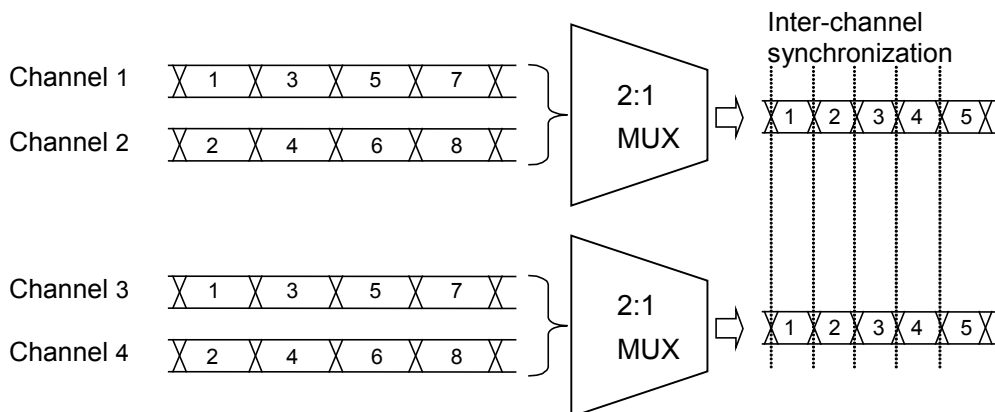 Inter-channel
synchronization
Channel 1
1 3 5 7
Channel 2
2 4 6 8
2:1
MUX
1 2 3 4 5
Channel 3
1 3 5 7
Channel 4
2 4 6 8
2:1
MUX
1 2 3 4 5